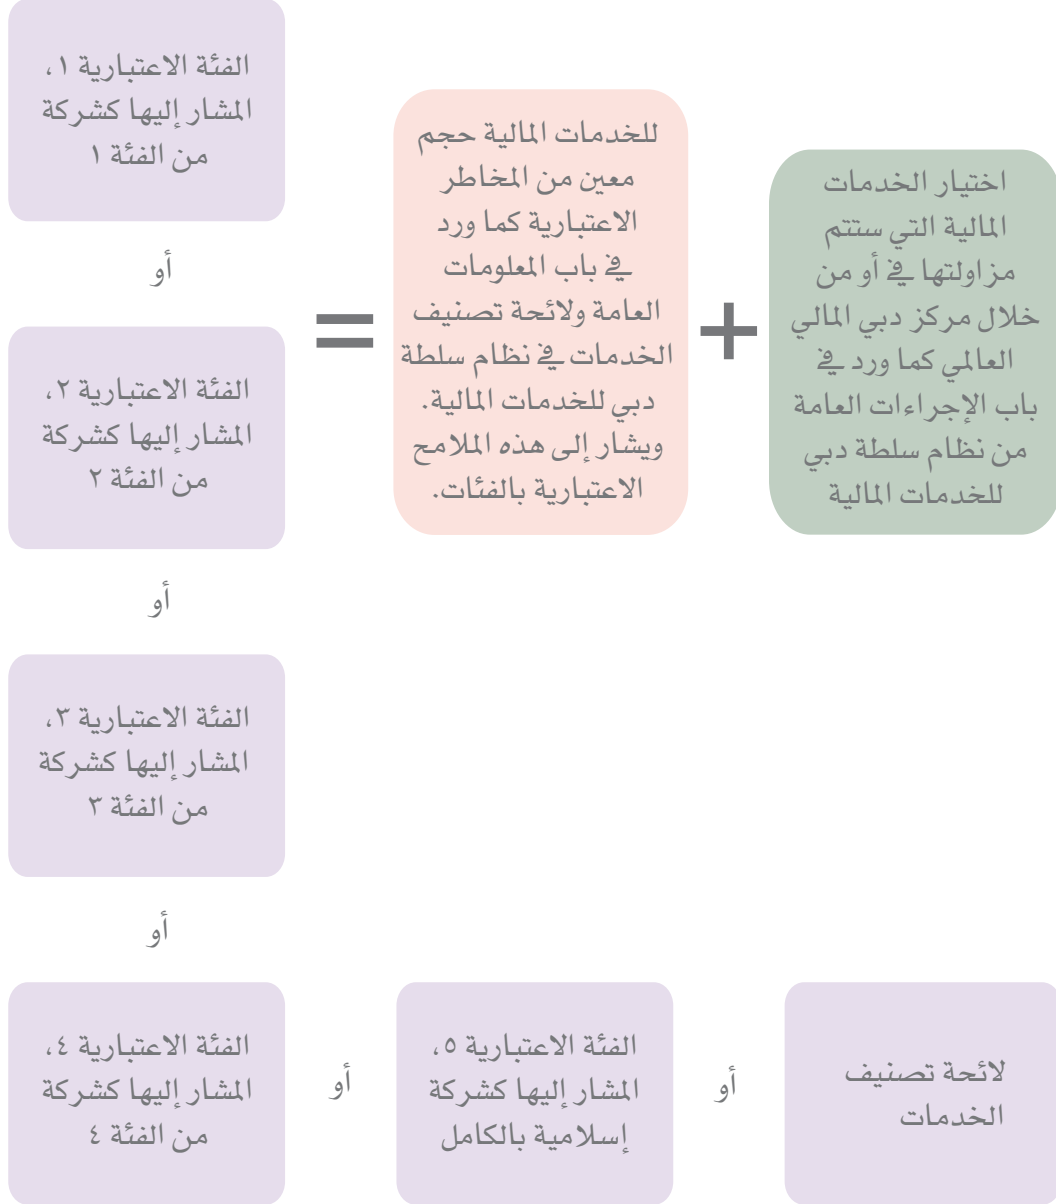 اختيار الخدمات
المالية التي ستتم
مزاولتها في أو من
خلال مركز دبي المالي
العالمي كما ورد في
باب الإجراءات العامة
من نظام سلطة دبي
للخدمات المالية
+
للخدمات المالية حجم
معين من المخاطر
الاعتبارية كما ورد
في باب المعلومات
العامة ولائحة تصنيف
الخدمات في نظام سلطة
دبي للخدمات المالية.
ويشار إلى هذه الملامح
الاعتبارية بالفئات.
=
الفئة الاعتبارية ١،
المشار إليها كشركة
من الفئة ١
أو
الفئة الاعتبارية ٢،
المشار إليها كشركة
من الفئة ٢
أو
الفئة الاعتبارية ٣،
المشار إليها كشركة
من الفئة ٣
أو
الفئة الاعتبارية ٤،
المشار إليها كشركة
من الفئة ٤
أو
الفئة الاعتبارية ٥،
المشار إليها كشركة
إسلامية بالكامل
أو
لائحة تصنيف
الخدمات